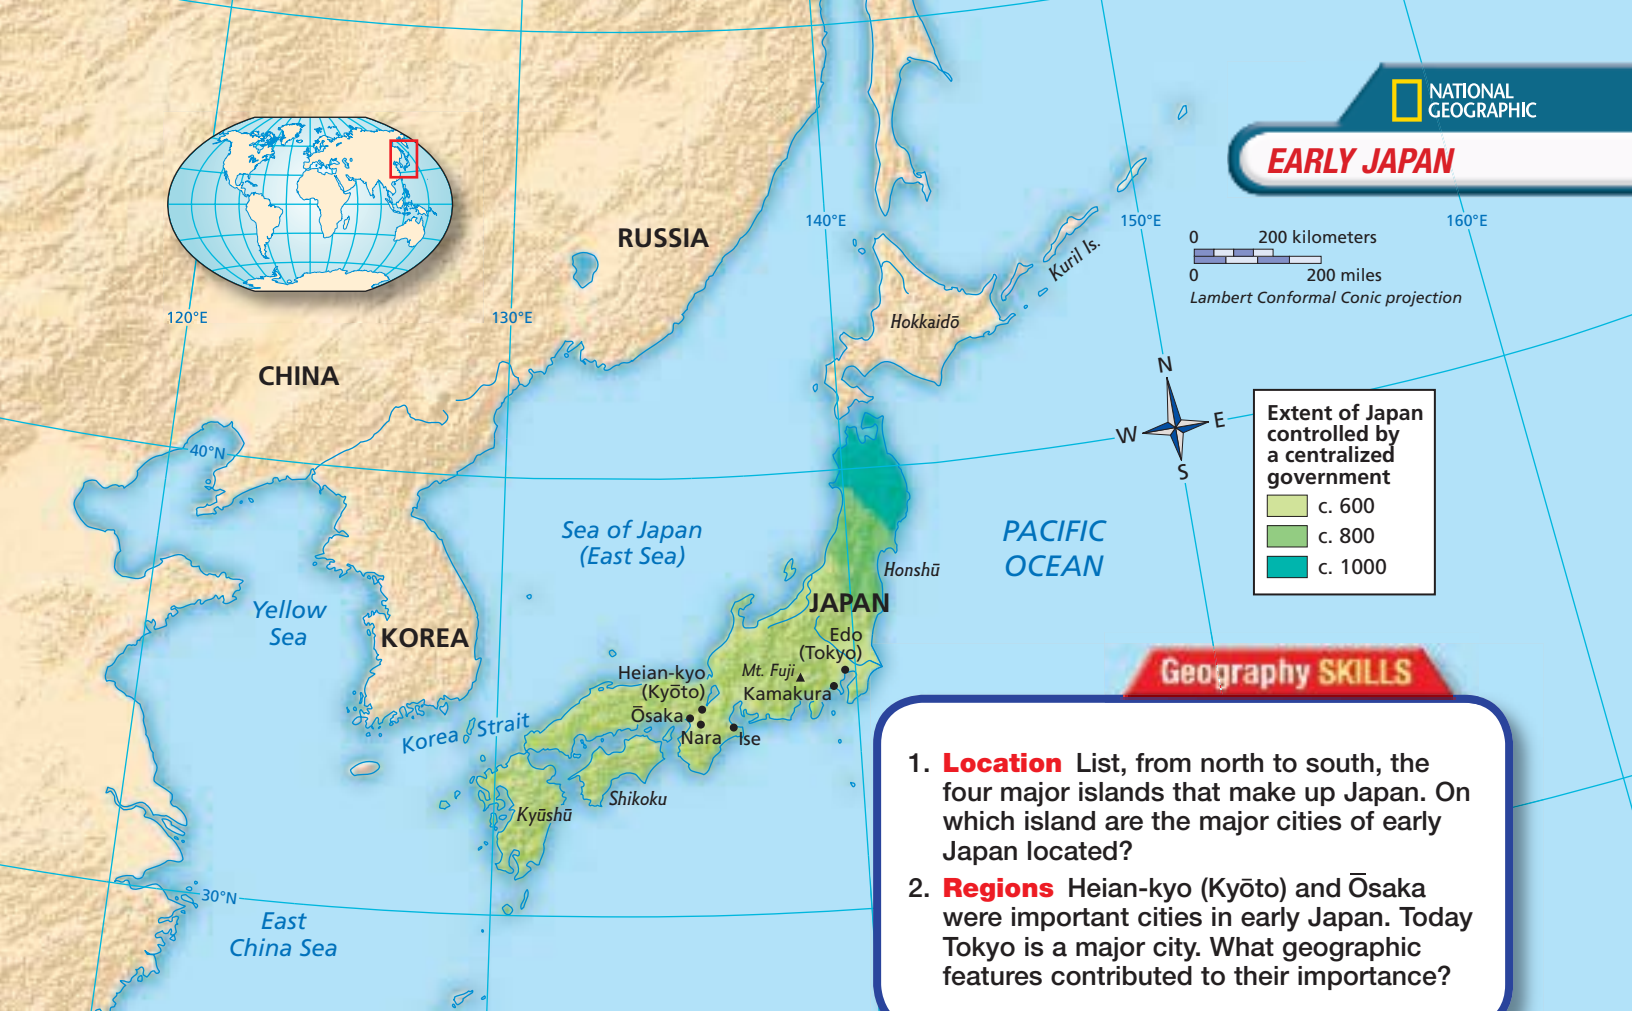 NATIONAL
GEOGRAPHIC
EARLY JAPAN
140°E
150°E
160°E
RUSSIA
0 200 kilometers
0 200 miles
Lambert Conformal Conic projection
Kuril Is.
120°E
130°E
Hokkaidō
CHINA
N
W
E
S
40°N
Extent of Japan
controlled by
a centralized
government
c. 600
c. 800
c. 1000
Sea of Japan
(East Sea)
PACIFIC
OCEAN
Honshū
Yellow
Sea
KOREA
JAPAN
Edo
(Tokyo)
Heian-kyo
(Kyōto)
Mt. Fuji
Kamakura
Ōsaka
Nara
Ise
Korea Strait
Shikoku
Kyūshū
30°N
East
China Sea
Geography SKILLS
1. Location List, from north to south, the
four major islands that make up Japan. On
which island are the major cities of early
Japan located?
2. Regions Heian-kyo (Kyōto) and Ōsaka
were important cities in early Japan. Today
Tokyo is a major city. What geographic
features contributed to their importance?